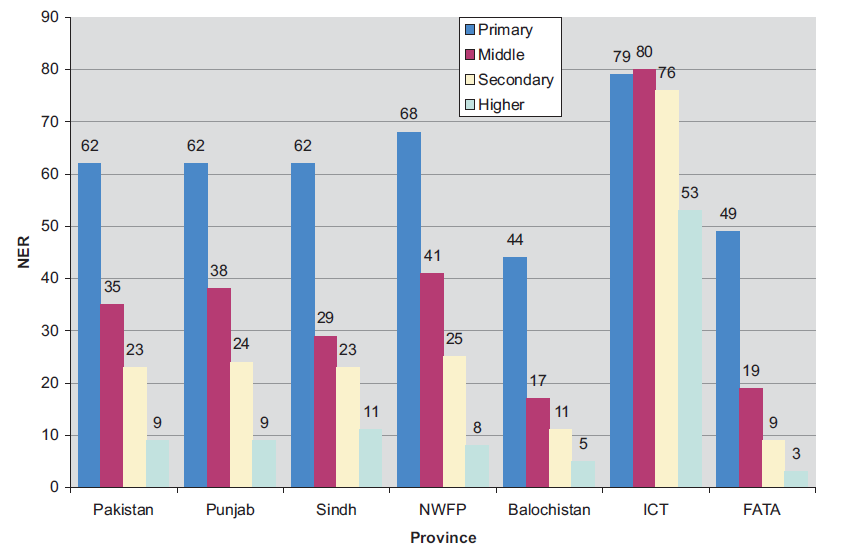 90
80
70
60
50
40
30
20
10
0
NER
Primary
Middle
Secondary
Higher
62 35 23 9
62 38 24 9
62 29 23 11
68 41 25 8
44 17 11 5
79 80 76 53
49 19 9 3
Pakistan Punjab Sindh NWFP Balochistan ICT FATA
Province